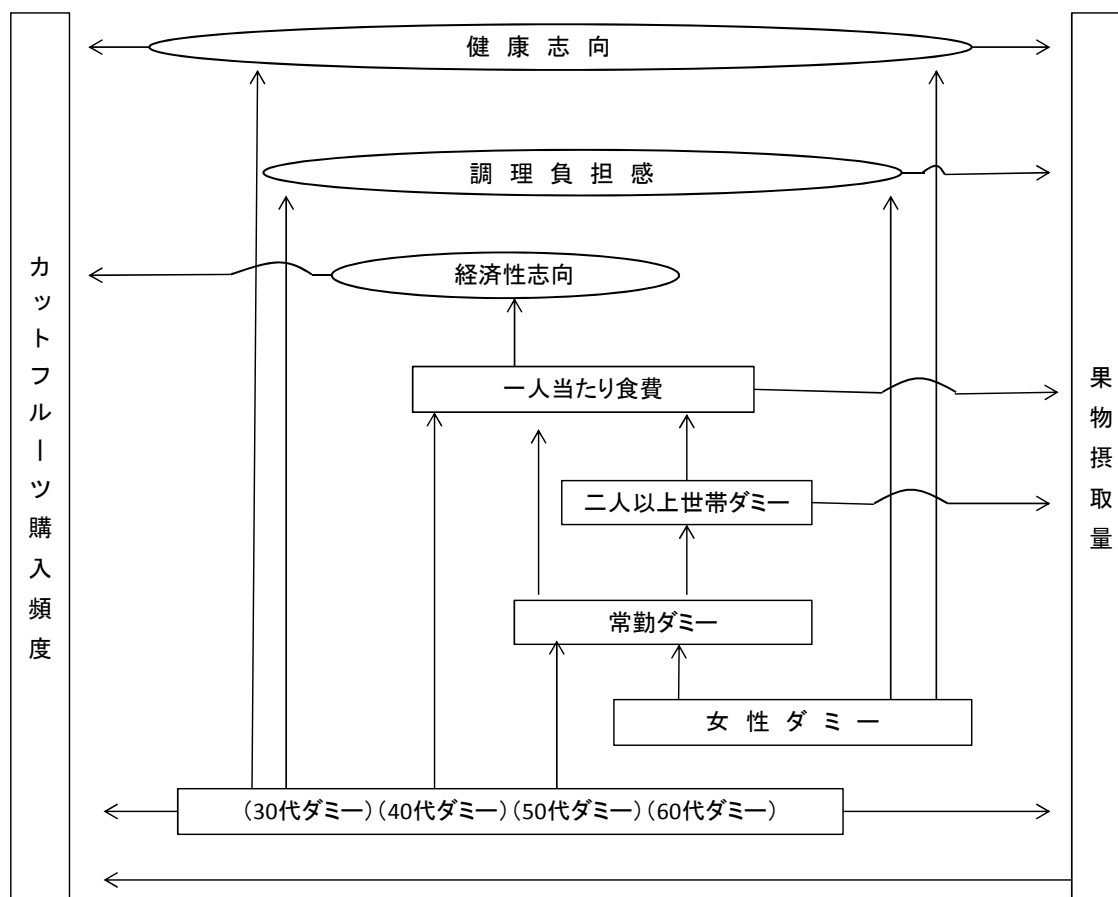 健康志向
調理負担感
経済性志向
一人当たり食費
二人以上世帯ダミー
常勤ダミー
女性ダミー
(30代ダミー)(40代ダミー)(50代ダミー)(60代ダミー)
カットフルーツ購入頻度
果物摂取量